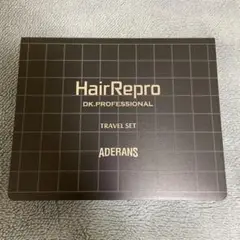 HairRepro
DK.PROFESSIONAL
TRAVEL SET
ADERANS